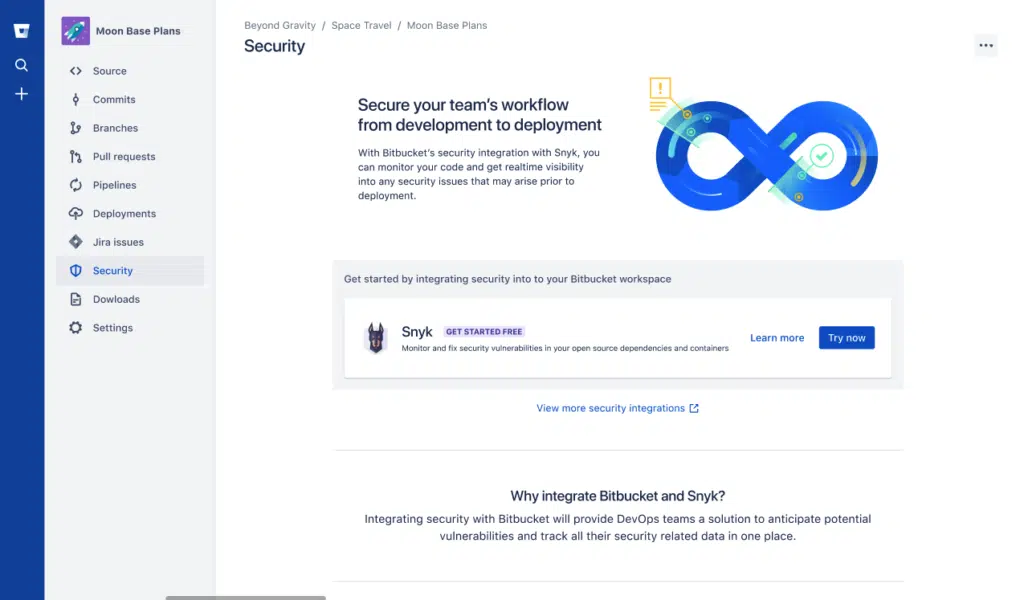 Moon Base Plans
Source
Commits
Branches
Pull requests
Pipelines
Deployments
Jira issues
Security
Dowloads
Settings
Beyond Gravity / Space Travel / Moon Base Plans
Security
Secure your team's workflow
from development to deployment
With Bitbucket's security integration with Snyk, you
can monitor your code and get realtime visibility
into any security issues that may arise prior to
deployment.
Get started by integrating security into to your Bitbucket workspace
Snyk GET STARTED FREE
Monitor and fix security vulnerabilities in your open source dependencies and containers
Learn more
Try now
View more security integrations
Why integrate Bitbucket and Snyk?
Integrating security with Bitbucket will provide DevOps teams a solution to anticipate potential
vulnerabilities and track all their security related data in one place.